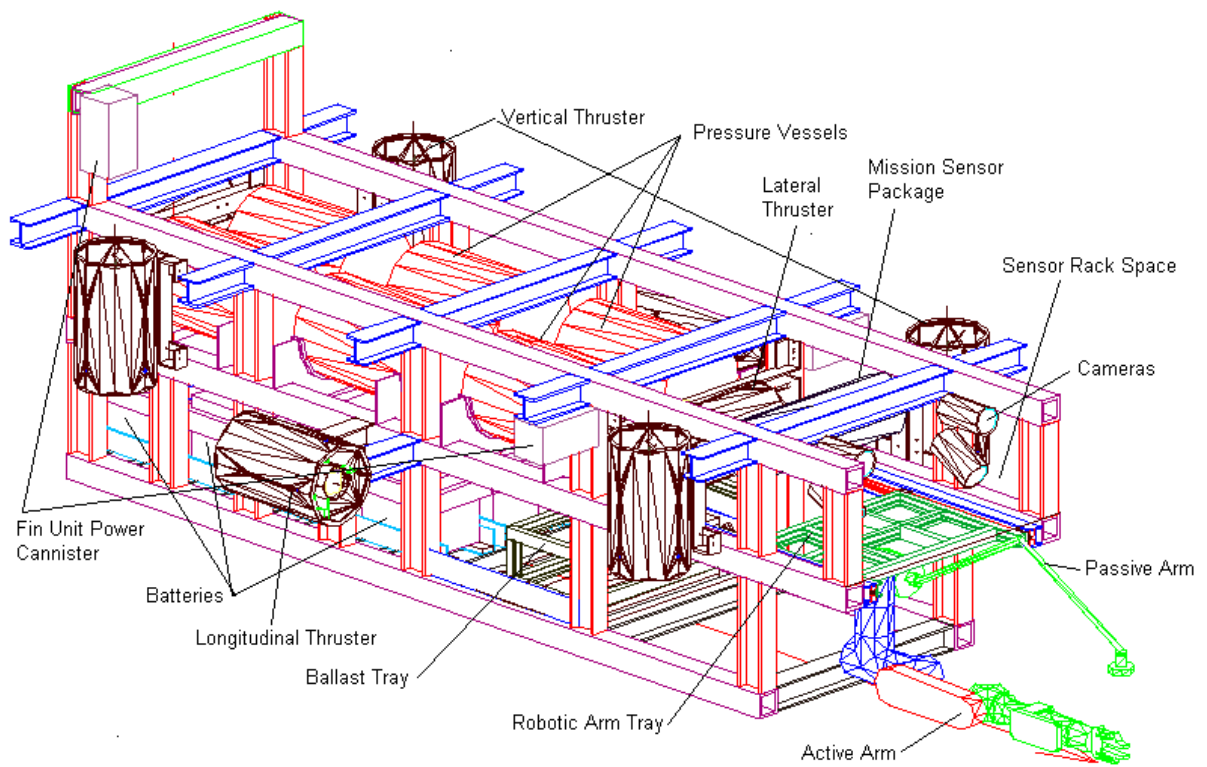 Vertical Thruster
Pressure Vessels
Mission Sensor
Package
Lateral
Thruster
Sensor Rack Space
Cameras
Fin Unit Power
Cannister
Passive Arm
Batteries
Longitudinal Thruster
Ballast Tray
Robotic Arm Tray
Active Arm